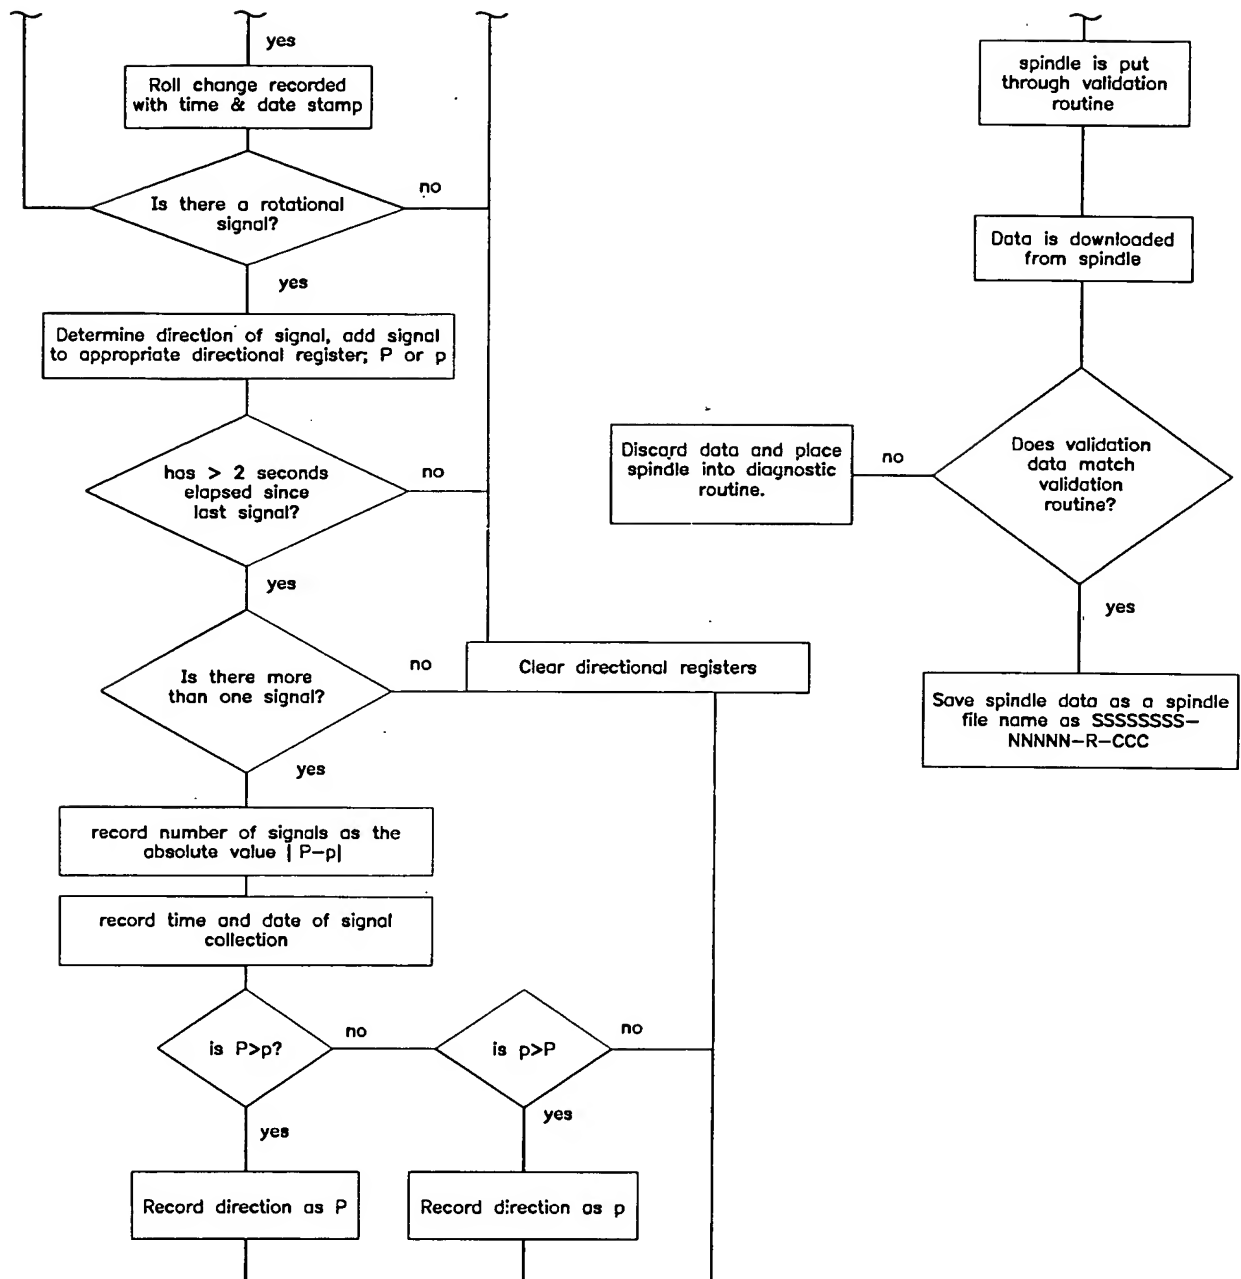 yes
Roll change recorded
with time & date stamp
Is there a rotational
signal?
no
yes
Determine direction of signal, add signal
to appropriate directional register; P or p
has > 2 seconds
elapsed since
last signal?
no
yes
Is there more
than one signal?
no
Clear directional registers
yes
record number of signals as the
absolute value |P-p|
record time and date of signal
collection
is P>p?
no
is p>P
no
yes
yes
Record direction as P
Record direction as p
spindle is put
through validation
routine
Data is downloaded
from spindle
Does validation
data match
validation
routine?
no
Discard data and place
spindle into diagnostic
routine.
yes
Save spindle data as a spindle
file name as SSSSSSSS-
NNNNN-R-CCC